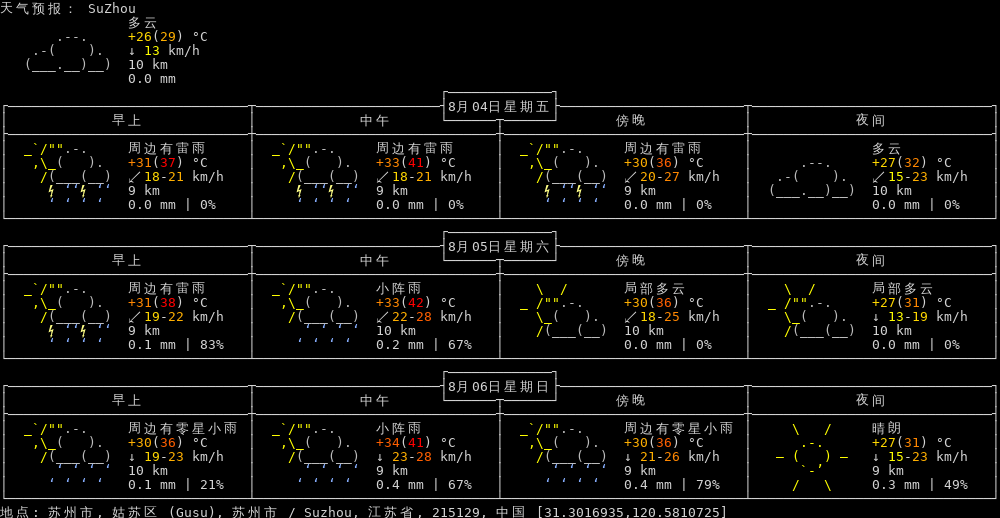 天气预报: SuZhou
多云
+26(29) °C
↓ 13 km/h
10 km
0.0 mm
8月04日星期五
早上 中午 傍晚 夜间
周边有雷雨 周边有雷雨 周边有雷雨 多云
+31(37) °C +33(41) °C +30(36) °C +27(32) °C
↙ 18-21 km/h ↙ 18-21 km/h ↙ 20-27 km/h ↙ 15-23 km/h
9 km 9 km 9 km 10 km
0.0 mm | 0% 0.0 mm | 0% 0.0 mm | 0% 0.0 mm | 0%
8月05日星期六
早上 中午 傍晚 夜间
周边有雷雨 小阵雨 局部多云 局部多云
+31(38) °C +33(42) °C +30(36) °C +27(31) °C
↙ 19-22 km/h ↙ 22-28 km/h ↙ 18-25 km/h ↓ 13-19 km/h
9 km 10 km 10 km 10 km
0.1 mm | 83% 0.2 mm | 67% 0.0 mm | 0% 0.0 mm | 0%
8月06日星期日
早上 中午 傍晚 夜间
周边有零星小雨 小阵雨 周边有零星小雨 晴朗
+30(36) °C +34(41) °C +30(36) °C +27(31) °C
↓ 19-23 km/h ↓ 23-28 km/h ↓ 21-26 km/h ↓ 15-23 km/h
10 km 9 km 9 km 9 km
0.1 mm | 21% 0.4 mm | 67% 0.4 mm | 79% 0.3 mm | 49%
地点: 苏州市, 姑苏区 (Gusu), 苏州市 / Suzhou, 江苏省, 215129, 中国 [31.3016935,120.5810725]